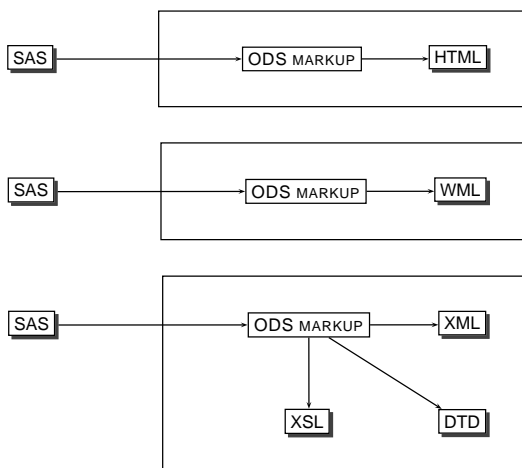 SAS ODS MARKUP HTML
SAS ODS MARKUP WML
SAS ODS MARKUP XML
XSL DTD